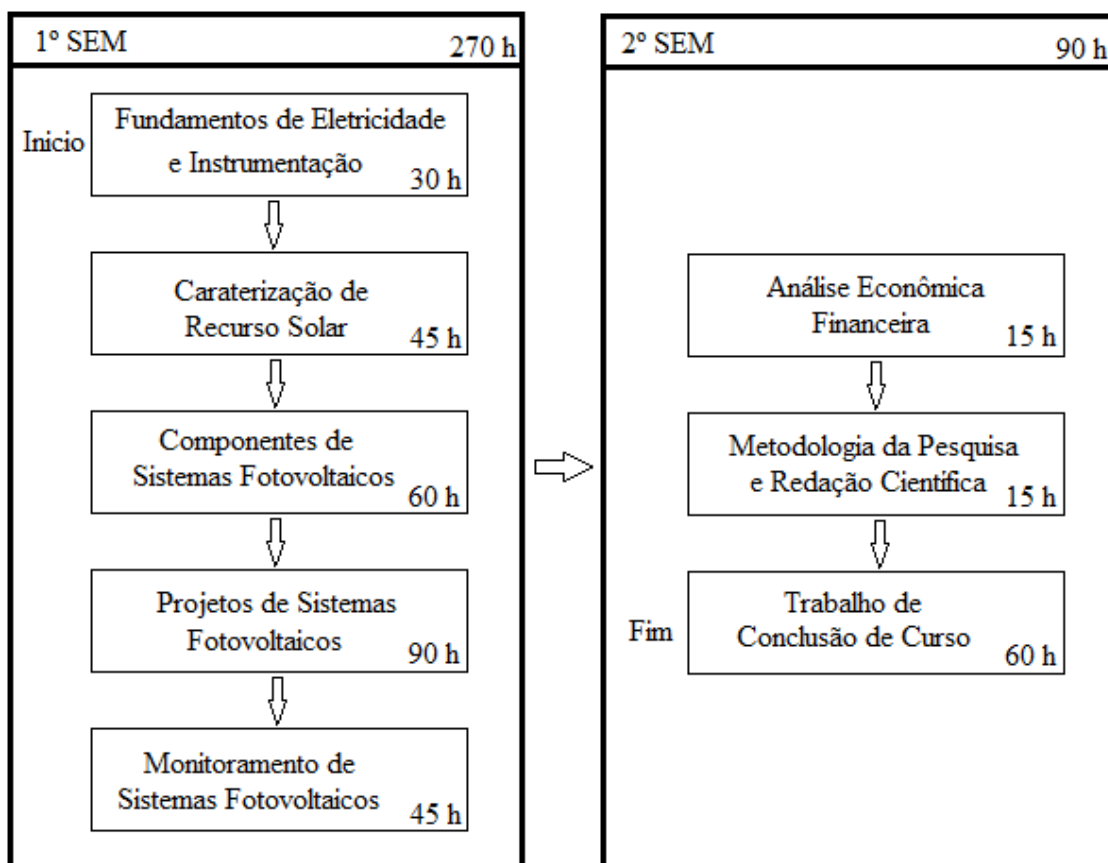 1º SEM 270 h
Inicio
Fundamentos de Eletricidade
e Instrumentação
30 h
Caraterização de
Recurso Solar
45 h
Componentes de
Sistemas Fotovoltaicos
60 h
Projetos de Sistemas
Fotovoltaicos
90 h
Monitoramento de
Sistemas Fotovoltaicos
45 h
2º SEM 90 h
Análise Econômica
Financeira
15 h
Metodologia da Pesquisa
e Redação Científica
15 h
Fim
Trabalho de
Conclusão de Curso
60 h